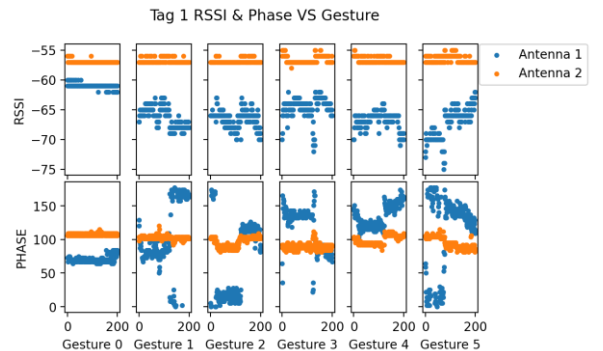 Tag 1 RSSI & Phase VS Gesture
−55
−60
−65
−70
−75
RSSI
Antenna 1
Antenna 2
150
100
50
0
PHASE
0 200 0 200 0 200 0 200 0 200 0 200
Gesture 0 Gesture 1 Gesture 2 Gesture 3 Gesture 4 Gesture 5